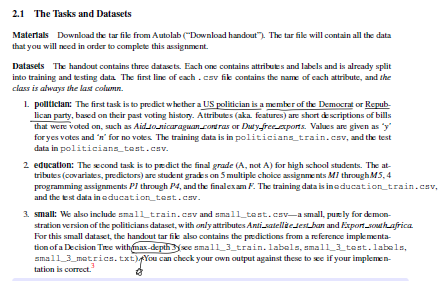 2.1 The Tasks and Datasets
Materials Download the tar file from Autolab ("Download handout"). The tar file will contain all the data
that you will need in order to complete this assignment.
Datasets The handout contains three datasets. Each one contains attributes and labels and is already split
into training and testing data. The first line of each .csv file contains the name of each attribute, and the
class is always the last column.
1. politician: The first task is to predict whether a US politician is a member of the Democrat or Repub-
lican party, based on their past voting history. Attributes (aka. features) are short descriptions of bills
that were voted on, such as Aid_to_nicaraguan_contras or Duty_free_exports. Values are given as 'y'
for yes votes and 'n' for no votes. The training data is in politicians_train.csv, and the test
data in politicians_test.csv.
2. education: The second task is to predict the final grade (A, not A) for high school students. The at-
tributes (covariates, predictors) are student grades on 5 multiple choice assignments M1 through M5, 4
programming assignments P1 through P4, and the final exam F. The training data is in education_train.csv,
and the test data in education_test.csv.
3. small: We also include small_train.csv and small_test.csv—a small, purely for demon-
stration version of the politicians dataset, with only attributes Anti_satellite_test_ban and Export_south_africa.
For this small dataset, the handout tar file also contains the predictions from a reference implementa-
tion of a Decision Tree with max-depth 3 (see small_3_train.labels, small_3_test.labels,
small_3_metrics.txt). You can check your own output against these to see if your implemen-
tation is correct.3